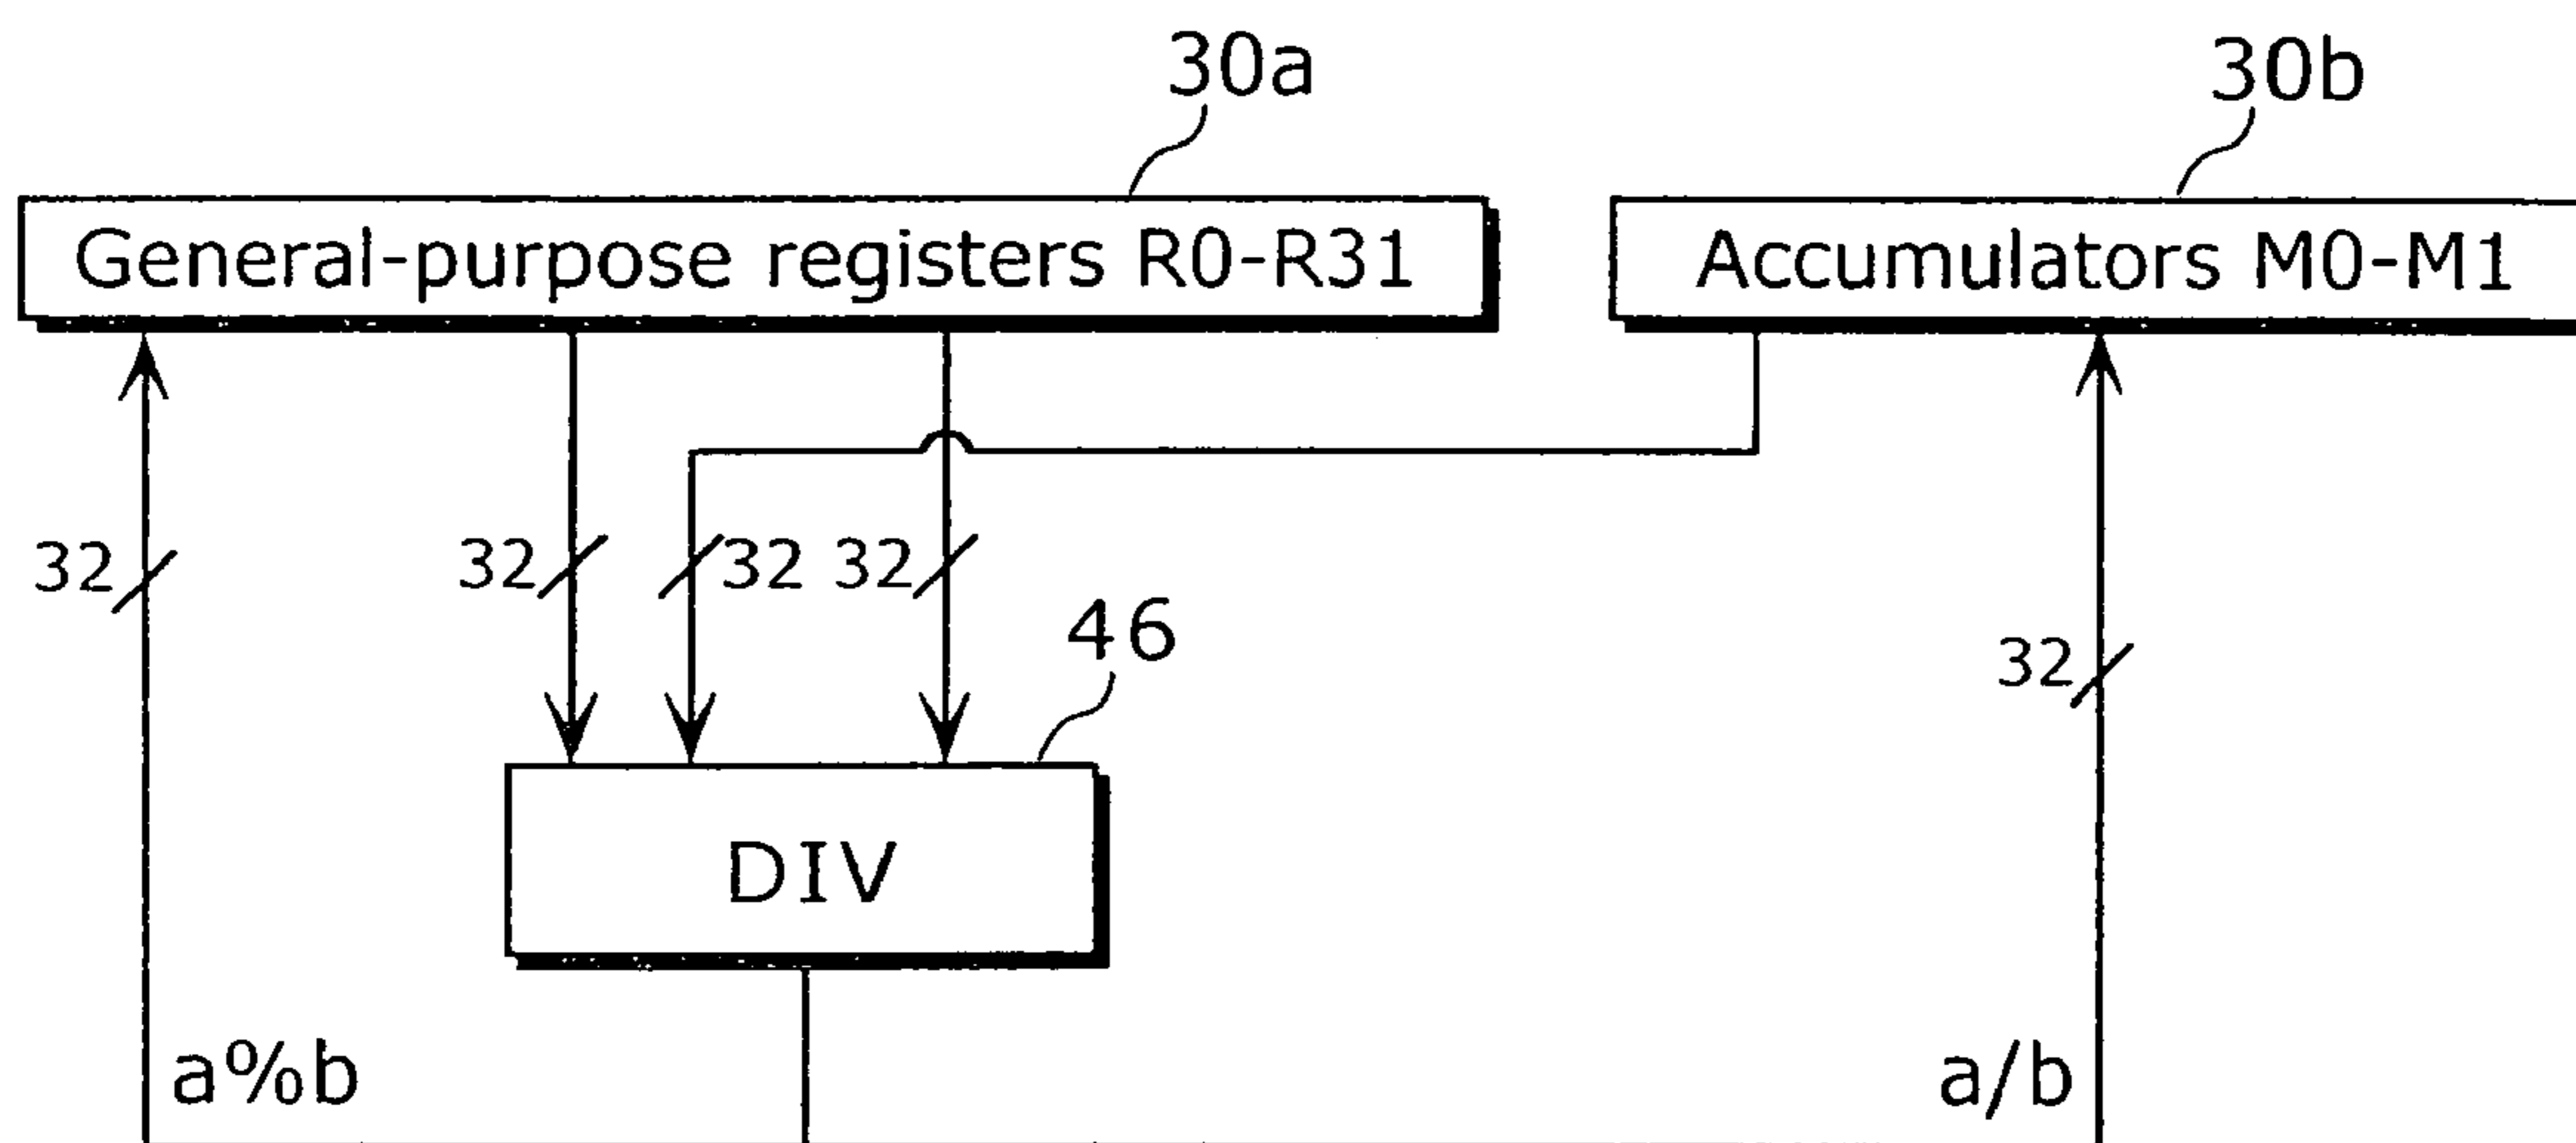 30a
30b
General-purpose registers R0-R31
Accumulators M0-M1
32
32
32
32
46
32
DIV
a%b
a/b